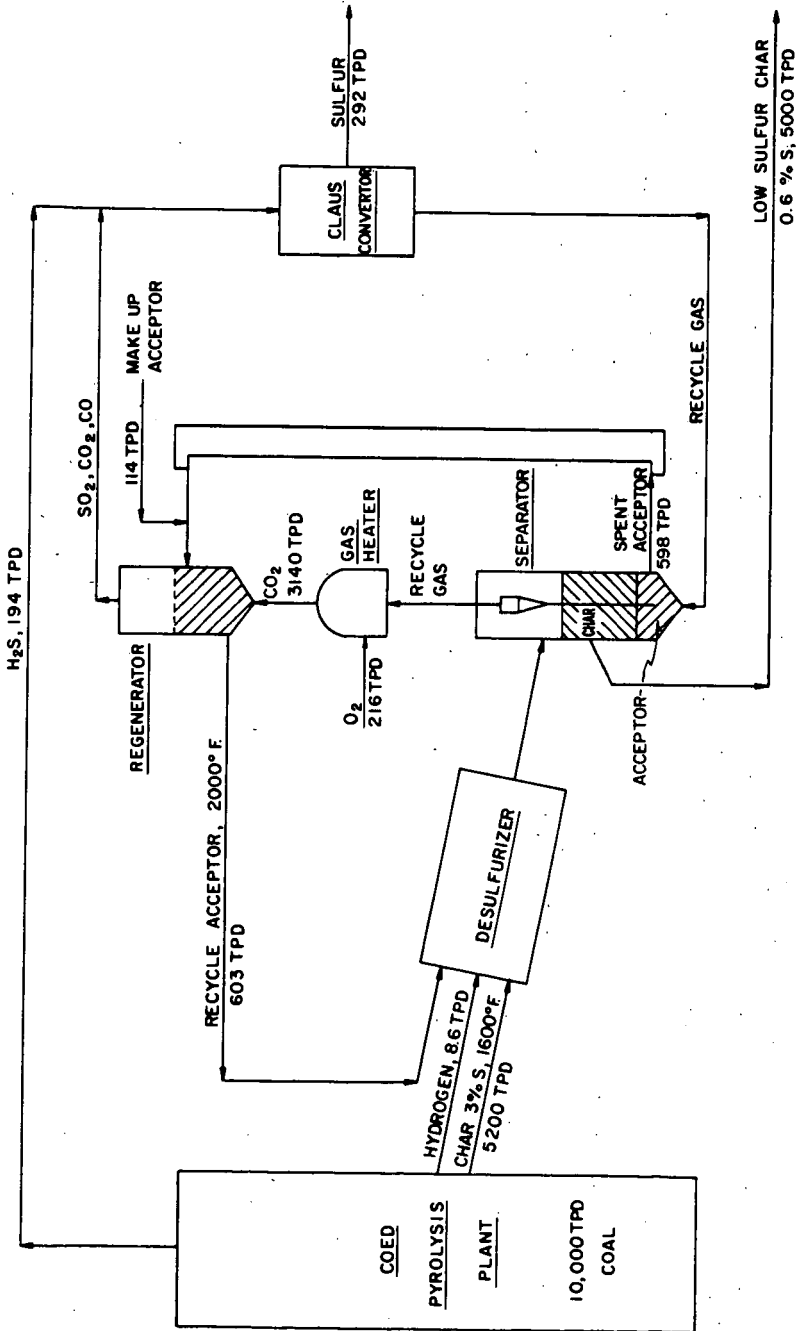 H2S, 194 TPD
SO2, CO2, CO
114 TPD
MAKE UP
ACCEPTOR
REGENERATOR
CO2
3140 TPD
GAS
HEATER
O2
216 TPD
RECYCLE
GAS
SEPARATOR
SPENT
ACCEPTOR
598 TPD
CHAR
ACCEPTOR
CLAUS
CONVERTOR
SULFUR
292 TPD
RECYCLE GAS
LOW SULFUR CHAR
0.6 % S, 5000 TPD
RECYCLE ACCEPTOR, 2000°F.
603 TPD
DESULFURIZER
HYDROGEN, 8.6 TPD
CHAR 3% S, 1600°F.
5200 TPD
COED
PYROLYSIS
PLANT
10,000 TPD
COAL